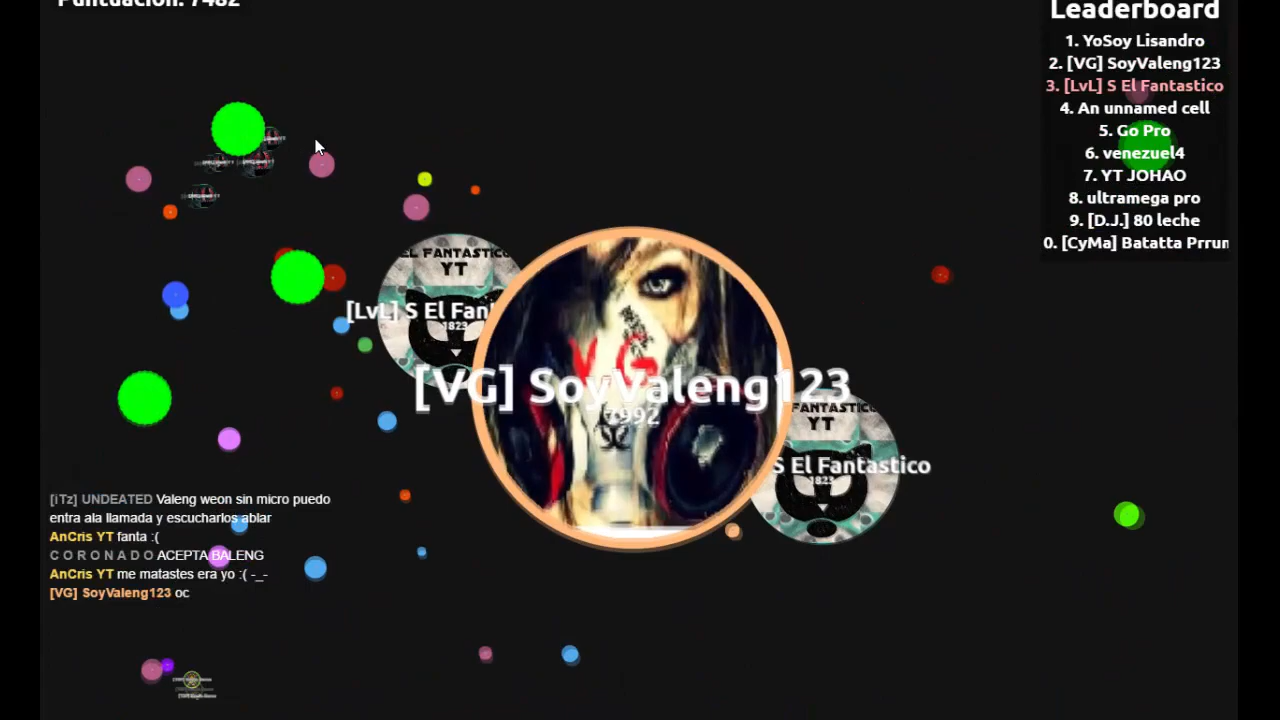 Puntuación: 7482
Leaderboard
1. YoSoy Lisandro
2. [VG] SoyValeng123
3. [LvL] S El Fantastico
4. An unnamed cell
5. Go Pro
6. venezuel4
7. YT JOHAO
8. ultramega pro
9. [D.J.] 80 leche
0. [CyMa] Batatta Prrun
EL FANTASTICO
YT
[LvL] S El Fan
1823
VG
[VG] SoyValeng123
7992
FANTASTICO
YT
S El Fantastico
1823
[iTz] UNDEATED Valeng weon sin micro puedo
entra ala llamada y escucharlos ablar
AnCris YT fanta :(
C O R O N A D O ACEPTA BALENG
AnCris YT me matastes era yo :( -_-
[VG] SoyValeng123 oc